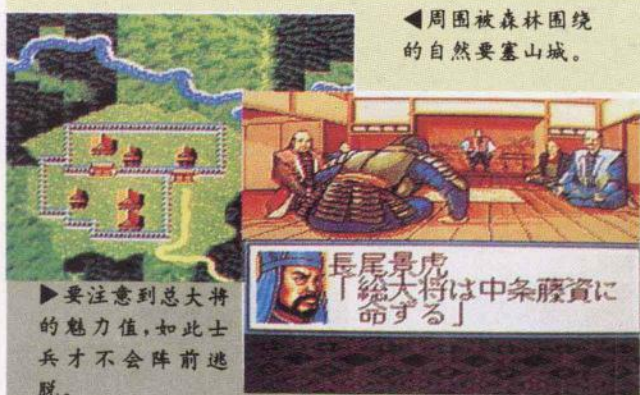 ◀周围被森林围绕
的自然要塞山城。
長尾景虎
「総大将は中条藤資に
命ずる」
▶要注意到总大将
的魅力值,如此士
兵才不会阵前逃
脱。